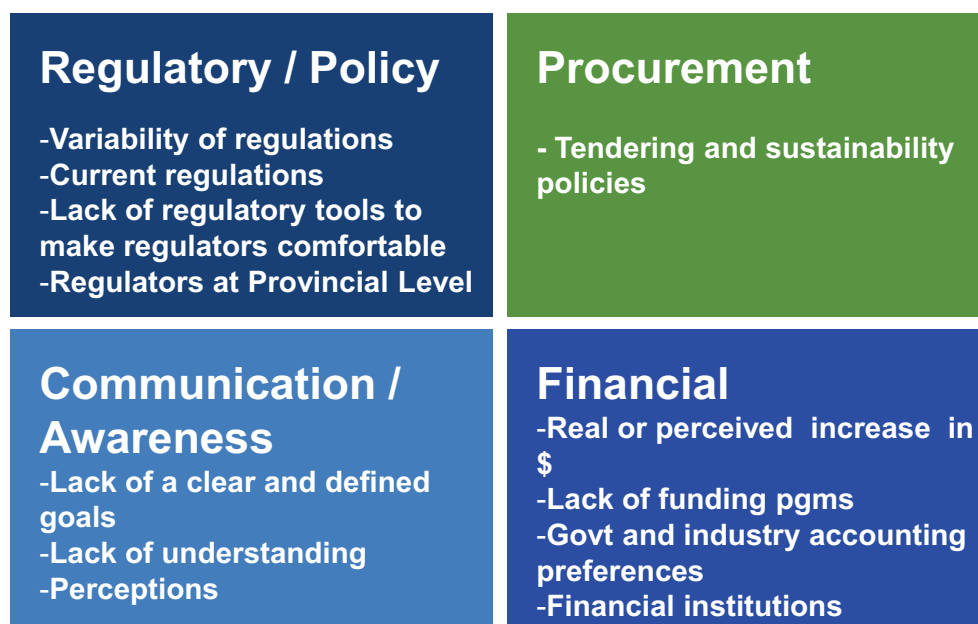 Regulatory / Policy
-Variability of regulations
-Current regulations
-Lack of regulatory tools to
make regulators comfortable
-Regulators at Provincial Level
Procurement
- Tendering and sustainability
policies
Communication /
Awareness
-Lack of a clear and defined
goals
-Lack of understanding
-Perceptions
Financial
-Real or perceived increase in
$
-Lack of funding pgms
-Govt and industry accounting
preferences
-Financial institutions